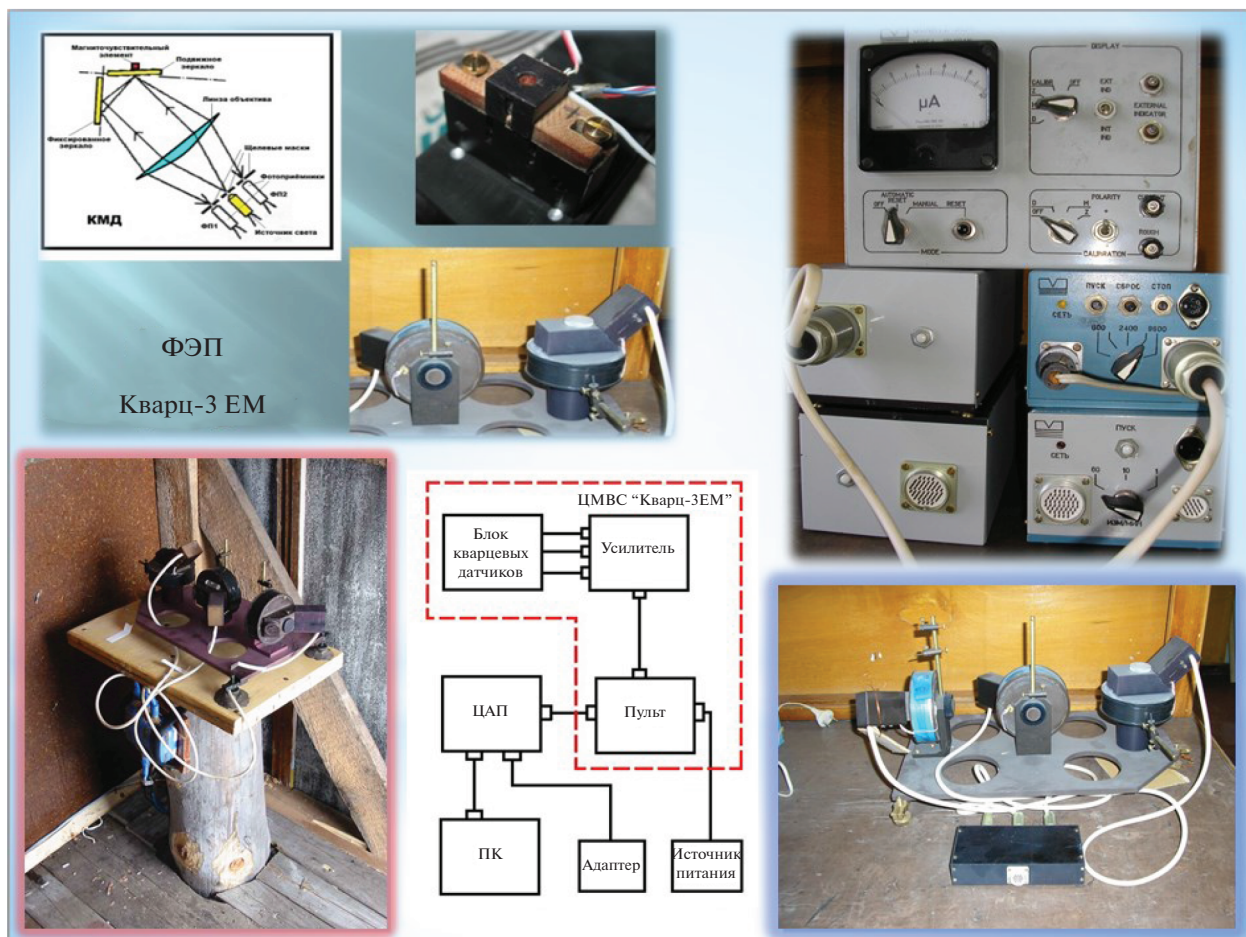 Магниточувствительный
элемент
Подвижное
зеркало
Линза объектива
Фиксированное
зеркало
Щелевые маски
Фотоприёмники
ФП2
ФП1
КМД
Источник света
ФЭП
Кварц-3 ЕМ
µA
DISPLAY
CALIBR
OFF
Z
H
D
EXT
IND
INT
IND
EXTERNAL
INDICATOR
AUTOMATIC
OFF
RESET
MANUAL
RESET
MODE
D
H
OFF
Z
POLARITY
+
ROUGH
CALIBRATION
ПУСК
СБРОС
СТОП
СЕТЬ
600
2400
9600
ПУСК
СЕТЬ
60
10
1
ЦМВС “Кварц-3ЕМ”
Блок
кварцевых
датчиков
Усилитель
ЦАП
Пульт
ПК
Адаптер
Источник
питания